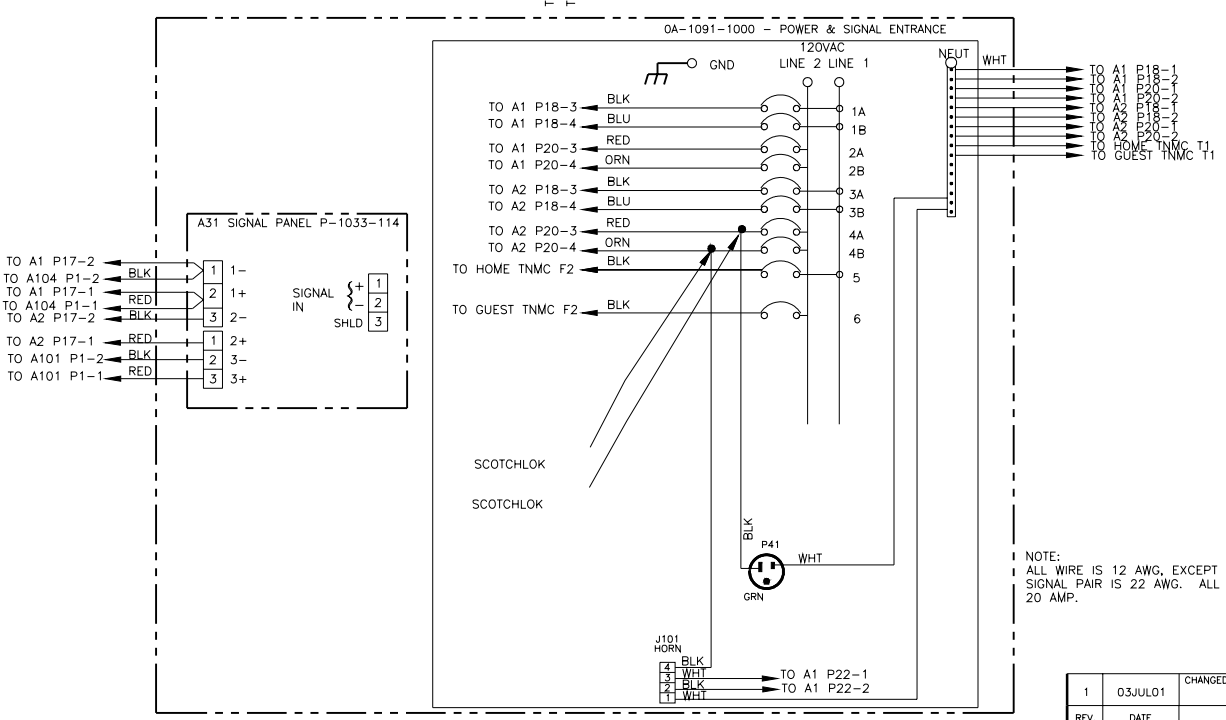 0A-1091-1000 - POWER & SIGNAL ENTRANCE
120VAC
LINE 2 LINE 1
GND
NEUT
WHT
TO A1 P18-1
TO A1 P18-2
TO A1 P20-1
TO A1 P20-2
TO A2 P18-1
TO A2 P18-2
TO A2 P20-1
TO A2 P20-2
TO HOME TNMC T1
TO GUEST TNMC T1
TO A1 P18-3 BLK 1A
TO A1 P18-4 BLU 1B
TO A1 P20-3 RED 2A
TO A1 P20-4 ORN 2B
TO A2 P18-3 BLK 3A
TO A2 P18-4 BLU 3B
TO A2 P20-3 RED 4A
TO A2 P20-4 ORN 4B
TO HOME TNMC F2 BLK 5
TO GUEST TNMC F2 BLK 6
A31 SIGNAL PANEL P-1033-114
TO A1 P17-2 1 1-
TO A104 P1-2 BLK
TO A1 P17-1 2 1+
TO A104 P1-1 RED
TO A2 P17-2 BLK 3 2-
TO A2 P17-1 RED 1 2+
TO A101 P1-2 BLK 2 3-
TO A101 P1-1 RED 3 3+
SIGNAL IN
+ 1
- 2
SHLD 3
SCOTCHLOK
SCOTCHLOK
BLK
P41
WHT
GRN
J101
HORN
4 BLK
3 WHT TO A1 P22-1
2 BLK TO A1 P22-2
1 WHT
NOTE:
ALL WIRE IS 12 AWG, EXCEPT
SIGNAL PAIR IS 22 AWG. ALL
20 AMP.
1 03JUL01 CHANGED
REV. DATE